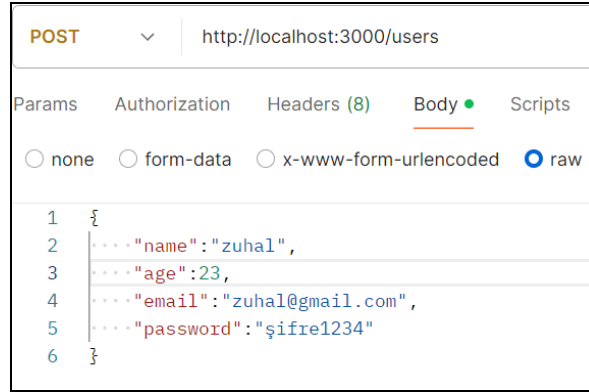 POST http://localhost:3000/users
Params Authorization Headers (8) Body Scripts
none form-data x-www-form-urlencoded raw
1 {
2 "name":"zuhal",
3 "age":23,
4 "email":"zuhal@gmail.com",
5 "password":"şifre1234"
6 }